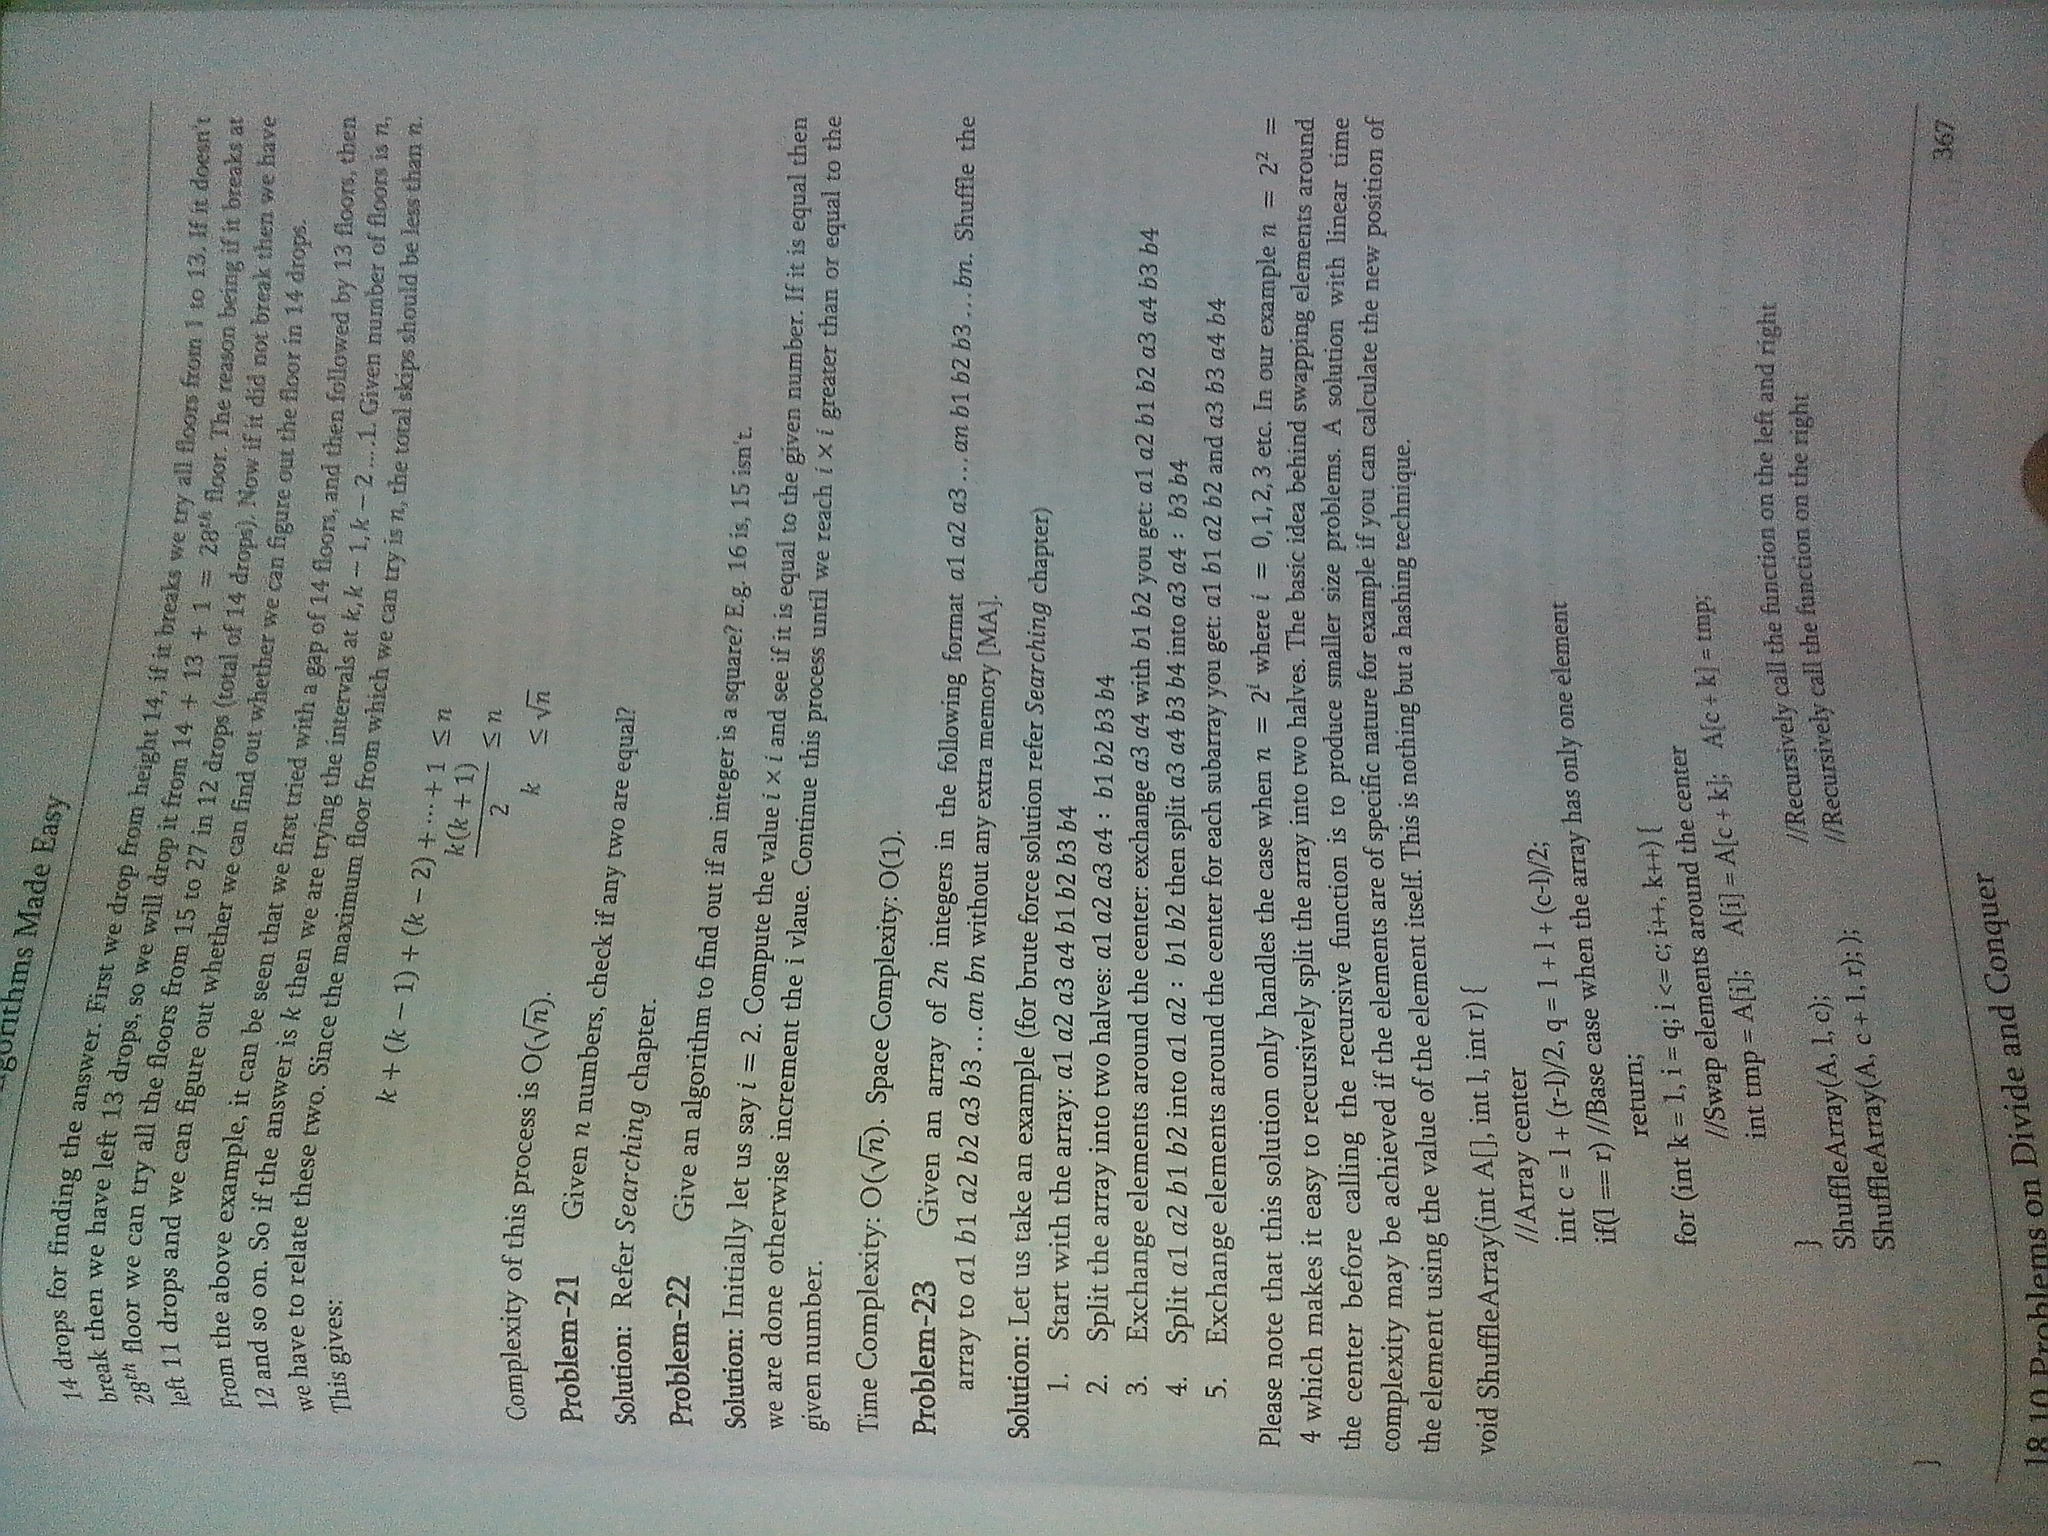 Algorithms Made Easy
14 drops for finding the answer. First we drop from height 14, if it breaks we try all floors from 1 to 13. If it doesn't
break then we have left 13 drops, so we will drop it from 14 + 13 + 1 = 28th floor. The reason being if it breaks at
28th floor we can try all the floors from 15 to 27 in 12 drops (total of 14 drops). Now if it did not break then we have
left 11 drops and we can figure out whether we can find out whether we can figure out the floor in 14 drops.
From the above example, it can be seen that we first tried with a gap of 14 floors, and then followed by 13 floors, then
12 and so on. So if the answer is k then we are trying the intervals at k, k − 1, k − 2 ....1. Given number of floors is n,
we have to relate these two. Since the maximum floor from which we can try is n, the total skips should be less than n.
This gives:
k + (k − 1) + (k − 2) + ⋯ + 1 ≤ n
k(k + 1)
2 ≤ n
k ≤ √n
Complexity of this process is O(√n).
Problem-21 Given n numbers, check if any two are equal?
Solution: Refer Searching chapter.
Problem-22 Give an algorithm to find out if an integer is a square? E.g. 16 is, 15 isn't.
Solution: Initially let us say i = 2. Compute the value i × i and see if it is equal to the given number. If it is equal then
we are done otherwise increment the i vlaue. Continue this process until we reach i × i greater than or equal to the
given number.
Time Complexity: O(√n). Space Complexity: O(1).
Problem-23 Given an array of 2n integers in the following format a1 a2 a3 ... an b1 b2 b3 ... bn. Shuffle the
array to a1 b1 a2 b2 a3 b3 ... an bn without any extra memory [MA].
Solution: Let us take an example (for brute force solution refer Searching chapter)
1. Start with the array: a1 a2 a3 a4 b1 b2 b3 b4
2. Split the array into two halves: a1 a2 a3 a4 : b1 b2 b3 b4
3. Exchange elements around the center: exchange a3 a4 with b1 b2 you get: a1 a2 b1 b2 a3 a4 b3 b4
4. Split a1 a2 b1 b2 into a1 a2 : b1 b2 then split a3 a4 b3 b4 into a3 a4 : b3 b4
5. Exchange elements around the center for each subarray you get: a1 b1 a2 b2 and a3 b3 a4 b4
Please note that this solution only handles the case when n = 2^i where i = 0, 1, 2, 3 etc. In our example n = 2² =
4 which makes it easy to recursively split the array into two halves. The basic idea behind swapping elements around
the center before calling the recursive function is to produce smaller size problems. A solution with linear time
complexity may be achieved if the elements are of specific nature for example if you can calculate the new position of
the element using the value of the element itself. This is nothing but a hashing technique.
void ShuffleArray(int A[], int l, int r) {
//Array center
int c = l + (r-l)/2, q = 1 + l + (c-l)/2;
if(l == r) //Base case when the array has only one element
return;
for (int k = 1, i = q; i <= c; i++, k++) {
//Swap elements around the center
int tmp = A[i]; A[i] = A[c + k]; A[c + k] = tmp;
}
ShuffleArray(A, l, c); //Recursively call the function on the left and right
ShuffleArray(A, c + 1, r); ); //Recursively call the function on the right
}
367
18.10 Problems on Divide and Conquer